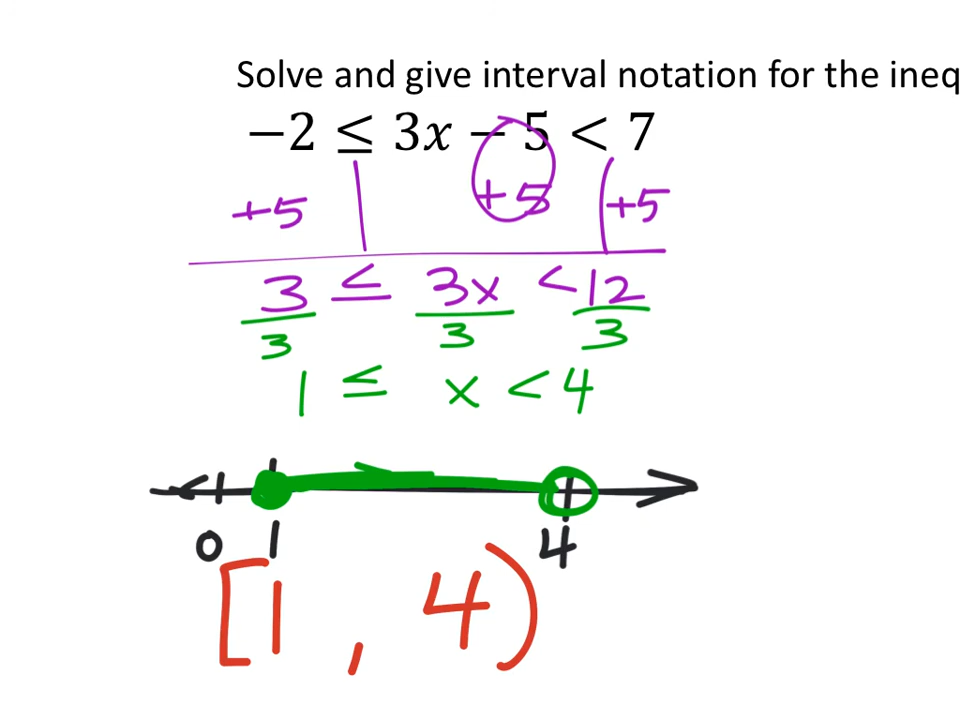 Solve and give interval notation for the ineq
−2 ≤ 3x − 5 < 7
+5 +5 +5
3 ≤ 3x < 12
3 3 3
1 ≤ x < 4
0 1 4
[1 , 4)